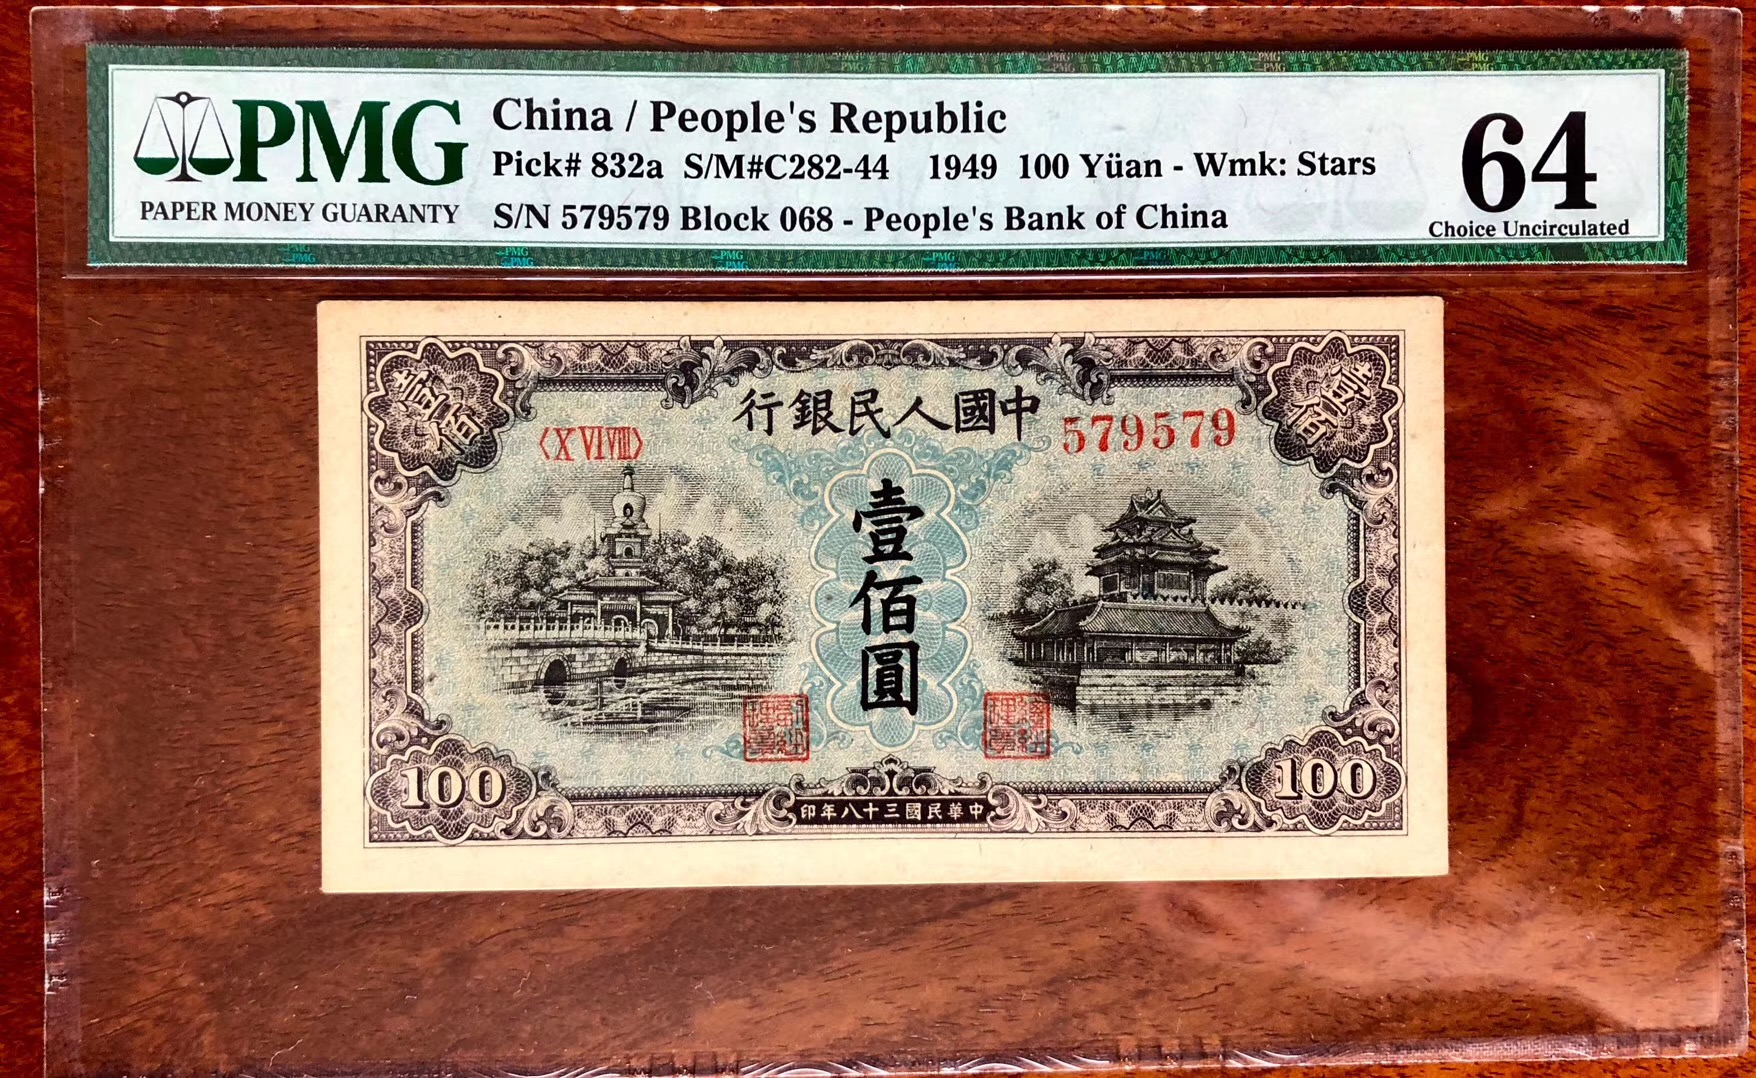 PMG
PAPER MONEY GUARANTY
China / People's Republic
Pick# 832a S/M#C282-44 1949 100 Yüan - Wmk: Stars
S/N 579579 Block 068 - People's Bank of China
64
Choice Uncirculated
壹佰
行銀民人國中
壹佰
〈X VI VIII〉
579579
壹佰圓
100
印年八十三國民華中
100